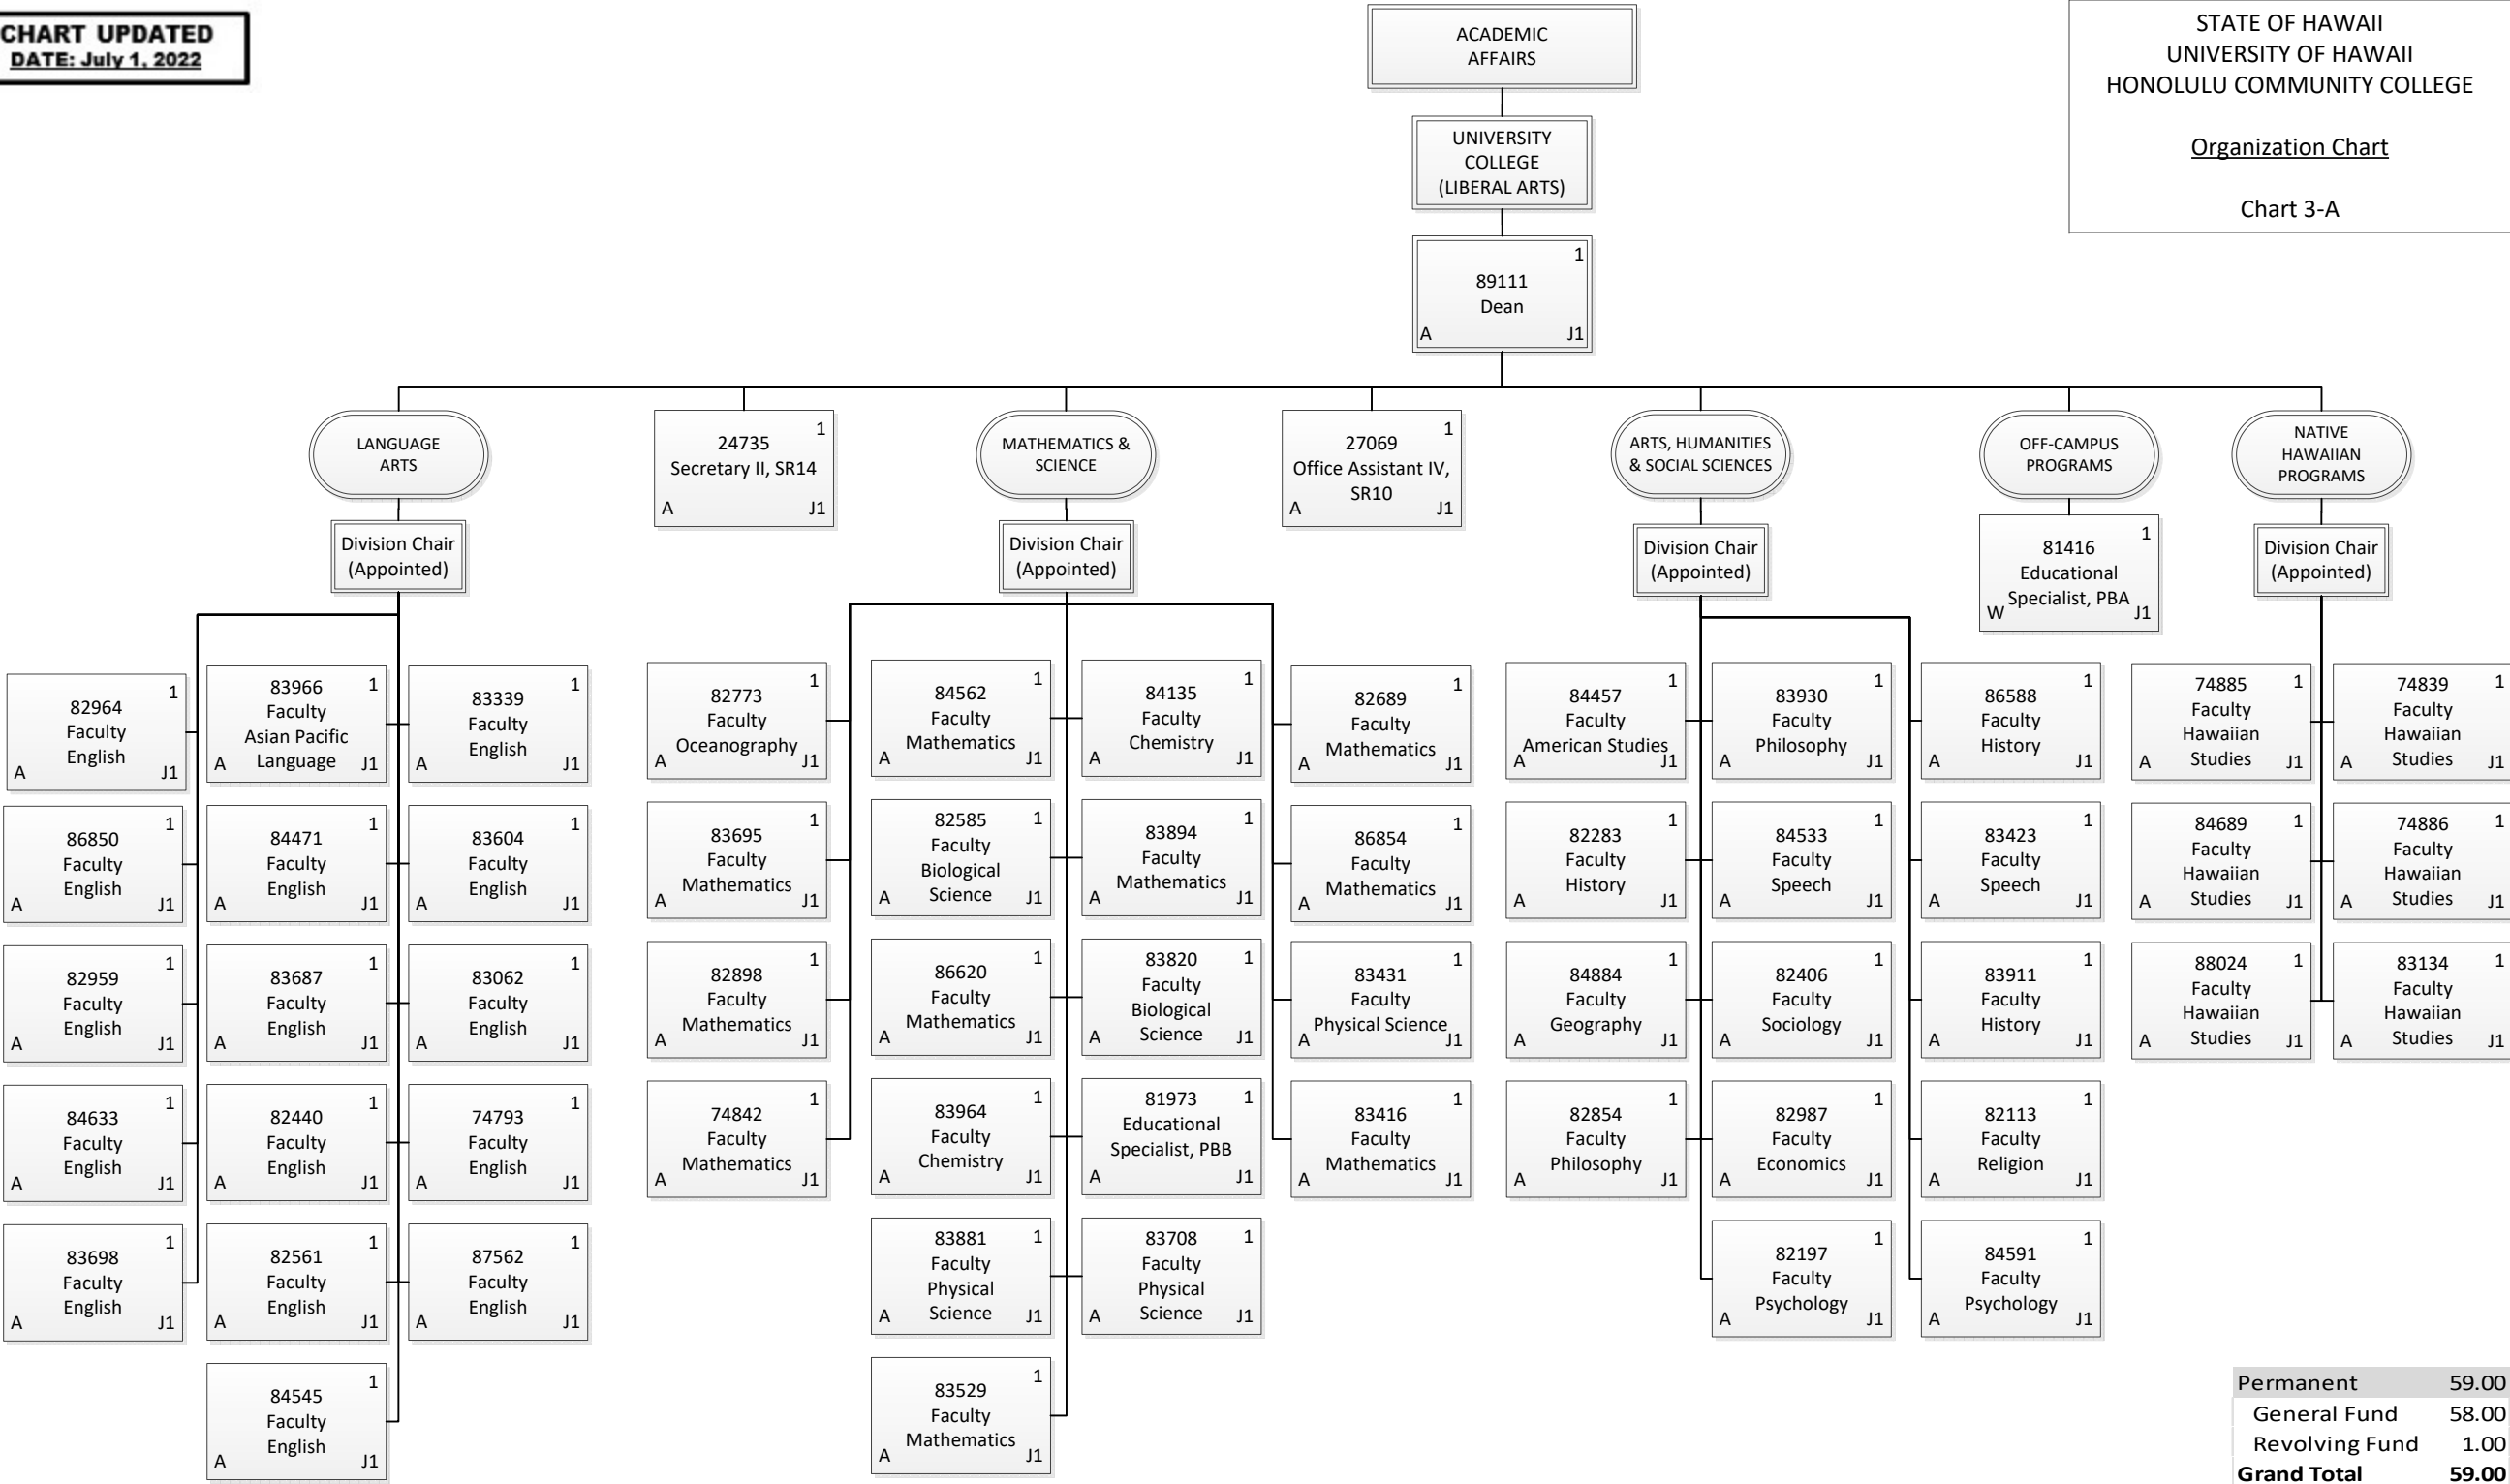 CHART UPDATED
DATE: July 1, 2022
ACADEMIC
AFFAIRS
STATE OF HAWAII
UNIVERSITY OF HAWAII
HONOLULU COMMUNITY COLLEGE
Organization Chart
Chart 3-A
UNIVERSITY
COLLEGE
(LIBERAL ARTS)
1
89111
Dean
A J1
LANGUAGE
ARTS
1
24735
Secretary II, SR14
A J1
MATHEMATICS &
SCIENCE
1
27069
Office Assistant IV,
SR10
A J1
ARTS, HUMANITIES
& SOCIAL SCIENCES
OFF-CAMPUS
PROGRAMS
NATIVE
HAWAIIAN
PROGRAMS
Division Chair
(Appointed)
Division Chair
(Appointed)
Division Chair
(Appointed)
1
81416
Educational
Specialist, PBA
W J1
Division Chair
(Appointed)
1
82964
Faculty
English
A J1
83966 1
Faculty
Asian Pacific
Language
A J1
1
83339
Faculty
English
A J1
1
86850
Faculty
English
A J1
1
84471
Faculty
English
A J1
1
83604
Faculty
English
A J1
1
82959
Faculty
English
A J1
1
83687
Faculty
English
A J1
1
83062
Faculty
English
A J1
1
84633
Faculty
English
A J1
1
82440
Faculty
English
A J1
1
74793
Faculty
English
A J1
1
83698
Faculty
English
A J1
1
82561
Faculty
English
A J1
1
87562
Faculty
English
A J1
1
84545
Faculty
English
A J1
1
82773
Faculty
Oceanography
A J1
1
84562
Faculty
Mathematics
A J1
1
84135
Faculty
Chemistry
A J1
1
82689
Faculty
Mathematics
A J1
1
83695
Faculty
Mathematics
A J1
82585 1
Faculty
Biological
Science
A J1
1
83894
Faculty
Mathematics
A J1
1
86854
Faculty
Mathematics
A J1
1
82898
Faculty
Mathematics
A J1
1
86620
Faculty
Mathematics
A J1
83820 1
Faculty
Biological
Science
A J1
1
83431
Faculty
Physical Science
A J1
1
74842
Faculty
Mathematics
A J1
1
83964
Faculty
Chemistry
A J1
81973 1
Educational
Specialist, PBB
A J1
1
83416
Faculty
Mathematics
A J1
83881 1
Faculty
Physical
Science
A J1
83708 1
Faculty
Physical
Science
A J1
1
83529
Faculty
Mathematics
A J1
1
84457
Faculty
American Studies
A J1
1
83930
Faculty
Philosophy
A J1
1
86588
Faculty
History
A J1
1
82283
Faculty
History
A J1
1
84533
Faculty
Speech
A J1
1
83423
Faculty
Speech
A J1
1
84884
Faculty
Geography
A J1
1
82406
Faculty
Sociology
A J1
1
83911
Faculty
History
A J1
1
82854
Faculty
Philosophy
A J1
1
82987
Faculty
Economics
A J1
1
82113
Faculty
Religion
A J1
1
82197
Faculty
Psychology
A J1
1
84591
Faculty
Psychology
A J1
74885 1
Faculty
Hawaiian
Studies
A J1
74839 1
Faculty
Hawaiian
Studies
A J1
84689 1
Faculty
Hawaiian
Studies
A J1
74886 1
Faculty
Hawaiian
Studies
A J1
88024 1
Faculty
Hawaiian
Studies
A J1
83134 1
Faculty
Hawaiian
Studies
A J1
Permanent 59.00
General Fund 58.00
Revolving Fund 1.00
Grand Total 59.00